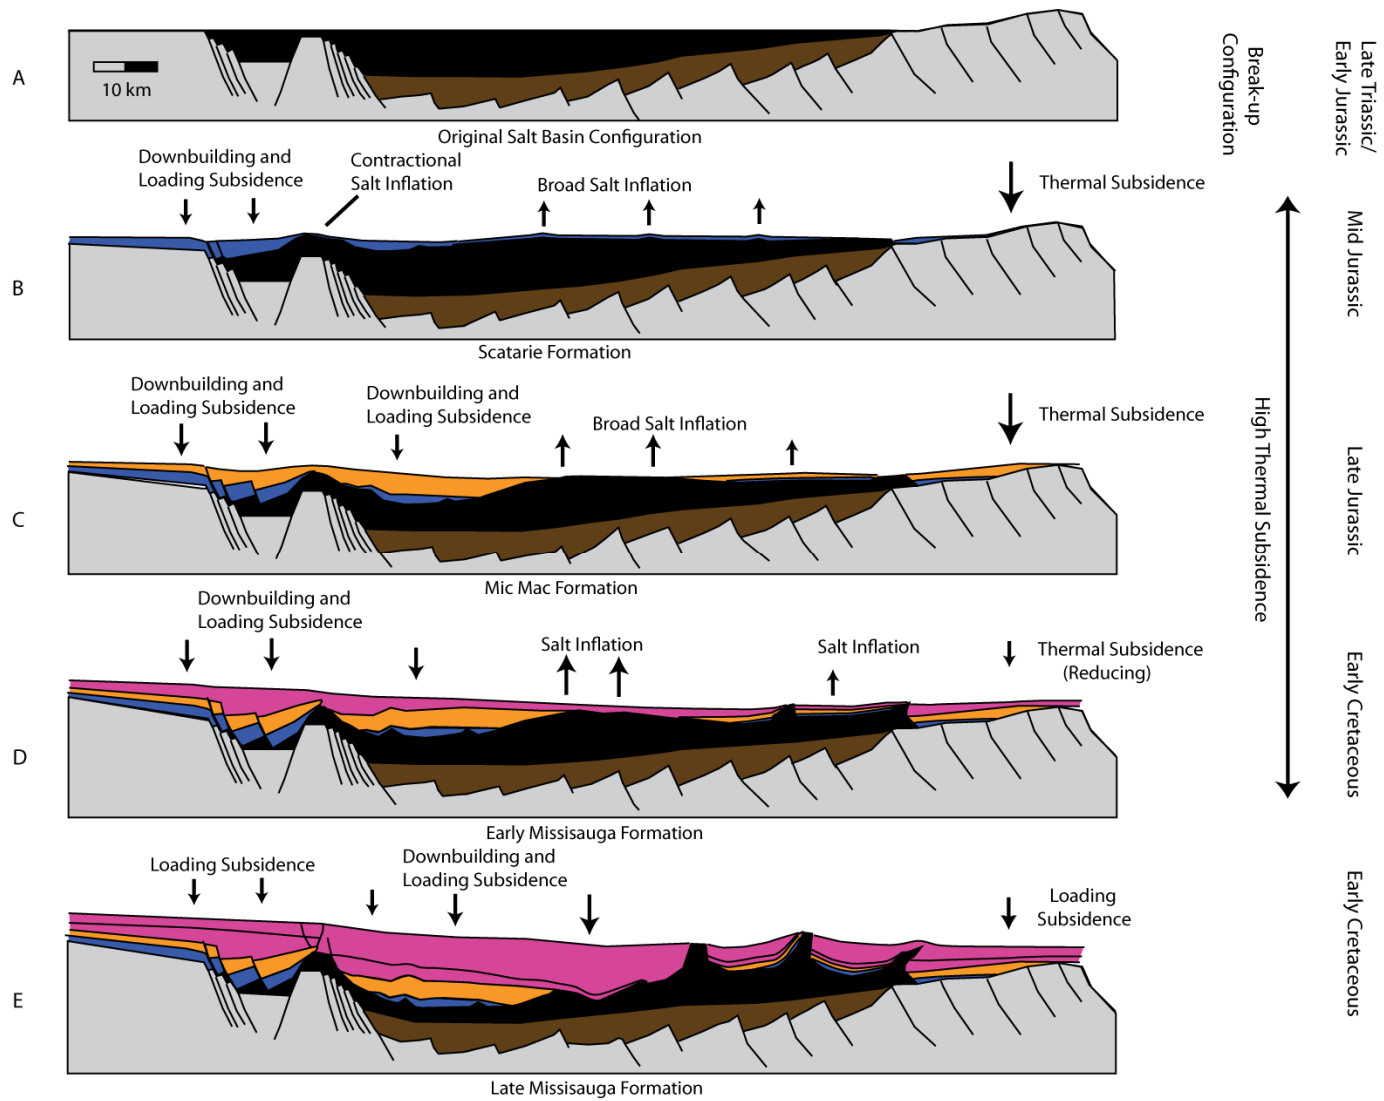 A
10 km
Original Salt Basin Configuration
Break-up
Configuration
Late Triassic/
Early Jurassic
Downbuilding and
Loading Subsidence
Contractional
Salt Inflation
Broad Salt Inflation
Thermal Subsidence
B
Scatarie Formation
Mid Jurassic
Downbuilding and
Loading Subsidence
Downbuilding and
Loading Subsidence
Broad Salt Inflation
Thermal Subsidence
C
Mic Mac Formation
High Thermal Subsidence
Late Jurassic
Downbuilding and
Loading Subsidence
Salt Inflation
Salt Inflation
Thermal Subsidence
(Reducing)
D
Early Missisauga Formation
Early Cretaceous
Loading Subsidence
Downbuilding and
Loading Subsidence
Loading
Subsidence
E
Late Missisauga Formation
Early Cretaceous